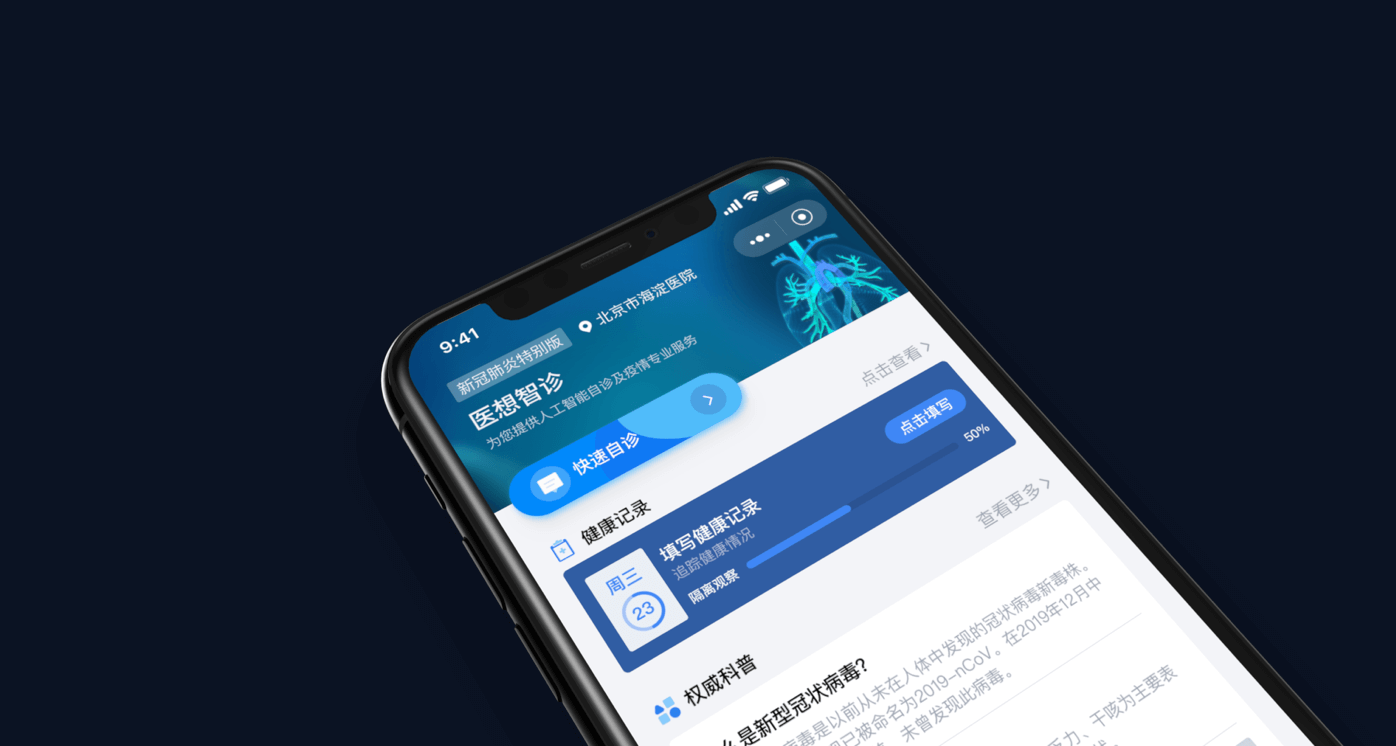 9:41
新冠肺炎特别版
北京市海淀医院
医想智诊
为您提供人工智能自诊及疫情专业服务
快速自诊
健康记录
点击查看
周三
23
填写健康记录
追踪健康情况
点击填写
隔离观察
50%
权威科普
查看更多
是新型冠状病毒?
病毒是以前从未在人体中发现的冠状病毒新毒株。
已被命名为2019-nCoV。在2019年12月中
未曾发现此病毒。
乏力、干咳为主要表
状。